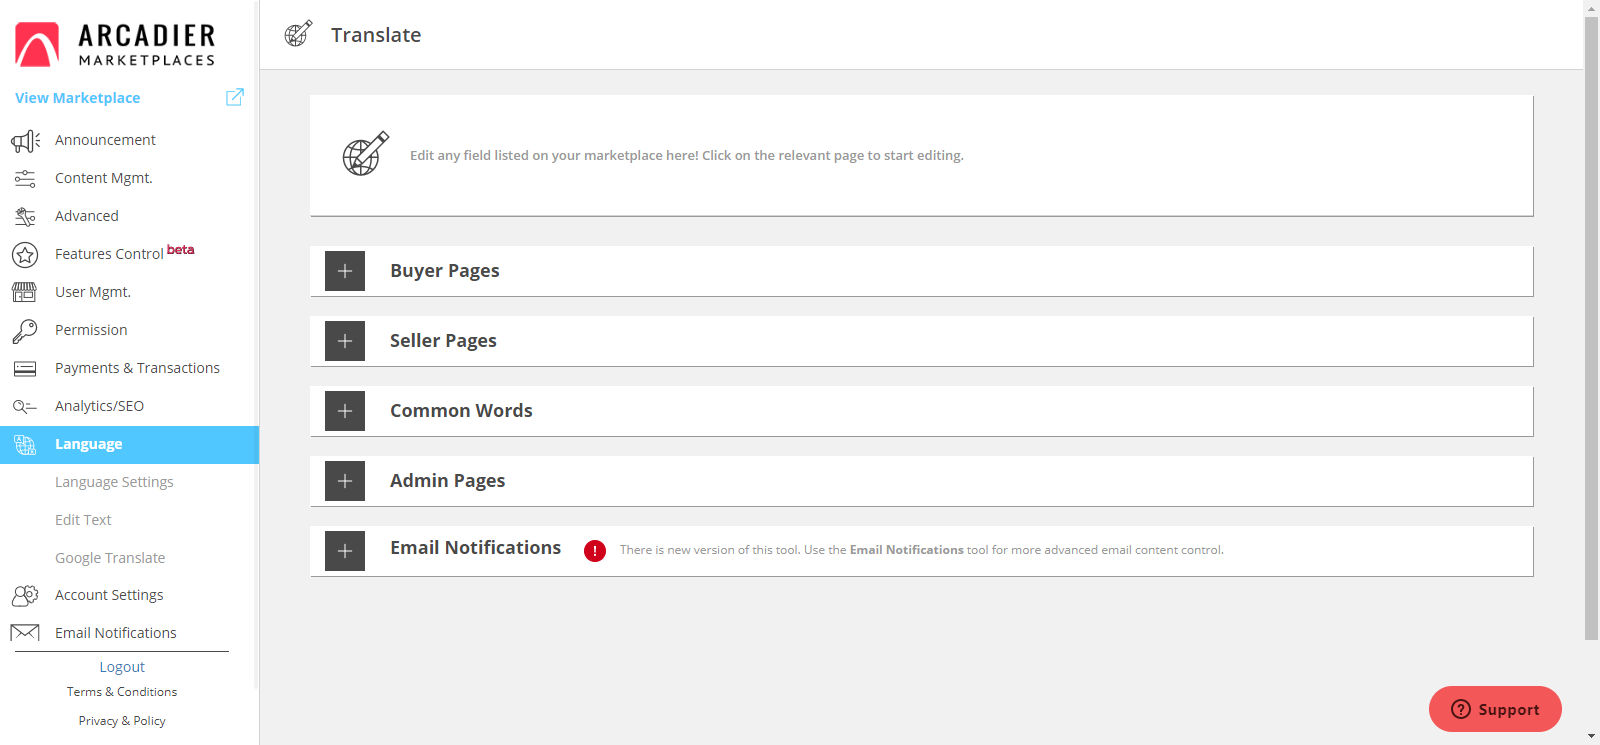 ARCADIER
MARKETPLACES
View Marketplace
Announcement
Content Mgmt.
Advanced
Features Control beta
User Mgmt.
Permission
Payments & Transactions
Analytics/SEO
Language
Language Settings
Edit Text
Google Translate
Account Settings
Email Notifications
Logout
Terms & Conditions
Privacy & Policy
Translate
Edit any field listed on your marketplace here! Click on the relevant page to start editing.
Buyer Pages
Seller Pages
Common Words
Admin Pages
Email Notifications ! There is new version of this tool. Use the Email Notifications tool for more advanced email content control.
? Support